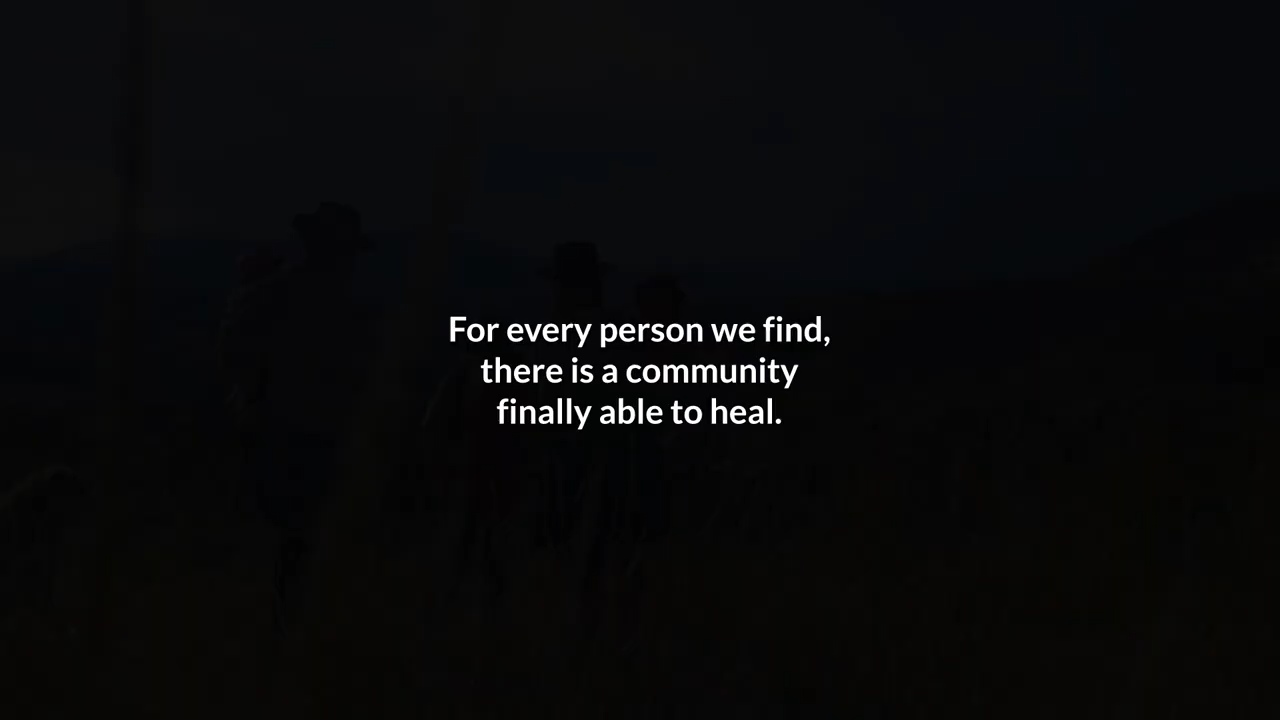 For every person we find,
there is a community
finally able to heal.